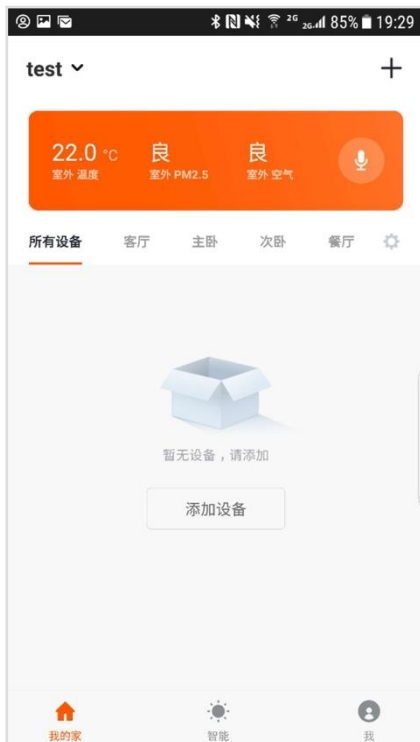 2G 2G 85% 19:29
test
22.0 °C 良 良
室外 温度 室外 PM2.5 室外 空气
所有设备 客厅 主卧 次卧 餐厅
暂无设备，请添加
添加设备
我的家 智能 我